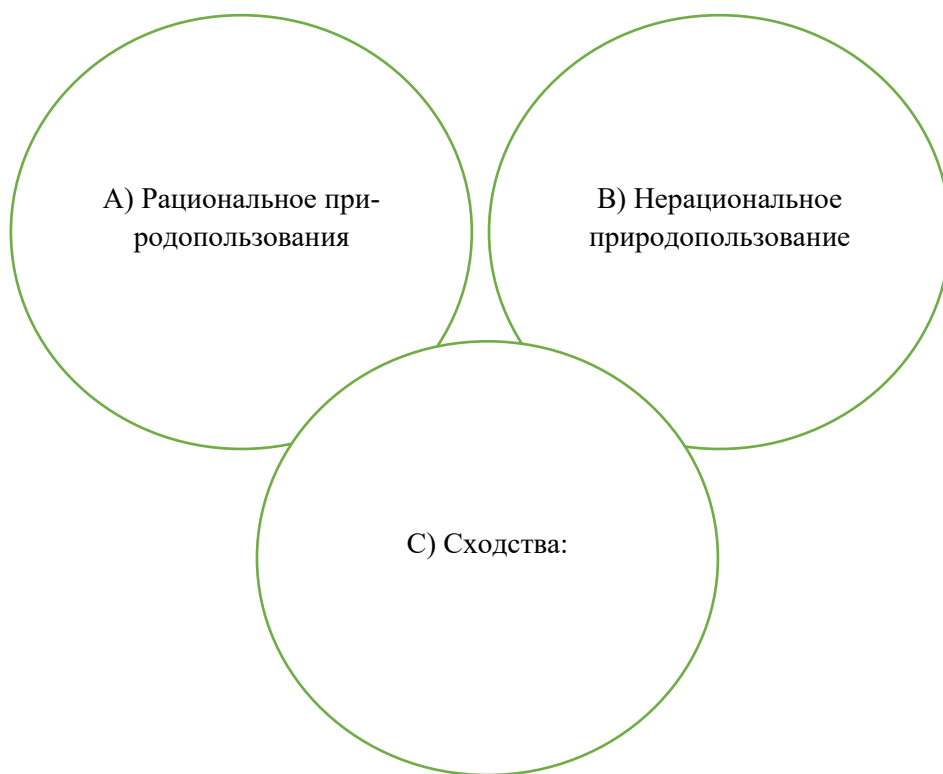 А) Рациональное при-
родопользования
В) Нерациональное
природопользование
С) Сходства: